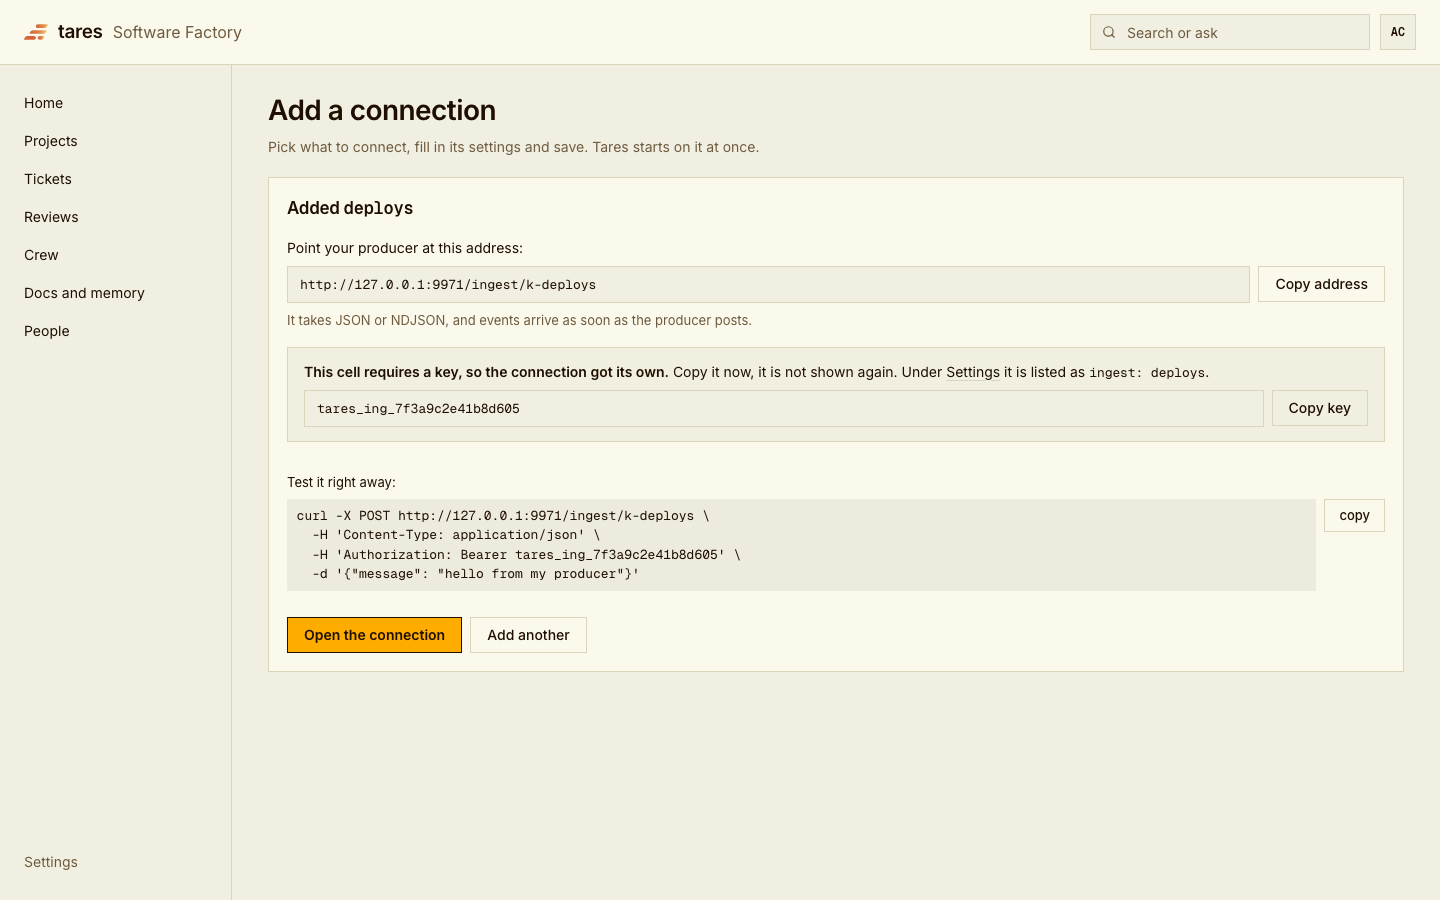 tares Software Factory
Search or ask
AC
Home
Projects
Tickets
Reviews
Crew
Docs and memory
People
Settings
Add a connection
Pick what to connect, fill in its settings and save. Tares starts on it at once.
Added deploys
Point your producer at this address:
http://127.0.0.1:9971/ingest/k-deploys
Copy address
It takes JSON or NDJSON, and events arrive as soon as the producer posts.
This cell requires a key, so the connection got its own. Copy it now, it is not shown again. Under Settings it is listed as ingest: deploys.
tares_ing_7f3a9c2e41b8d605
Copy key
Test it right away:
curl -X POST http://127.0.0.1:9971/ingest/k-deploys \
  -H 'Content-Type: application/json' \
  -H 'Authorization: Bearer tares_ing_7f3a9c2e41b8d605' \
  -d '{"message": "hello from my producer"}'
copy
Open the connection
Add another